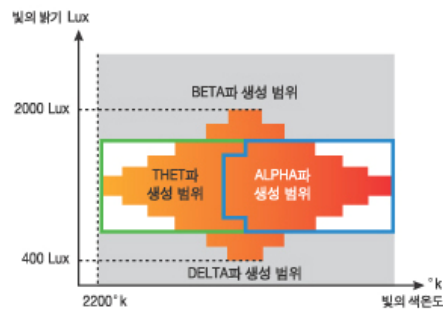 빛의 밝기 Lux
BETA파 생성 범위
2000 Lux
THET파
생성 범위
ALPHA파
생성 범위
400 Lux
DELTA파 생성 범위
°k
2200°k
빛의 색온도